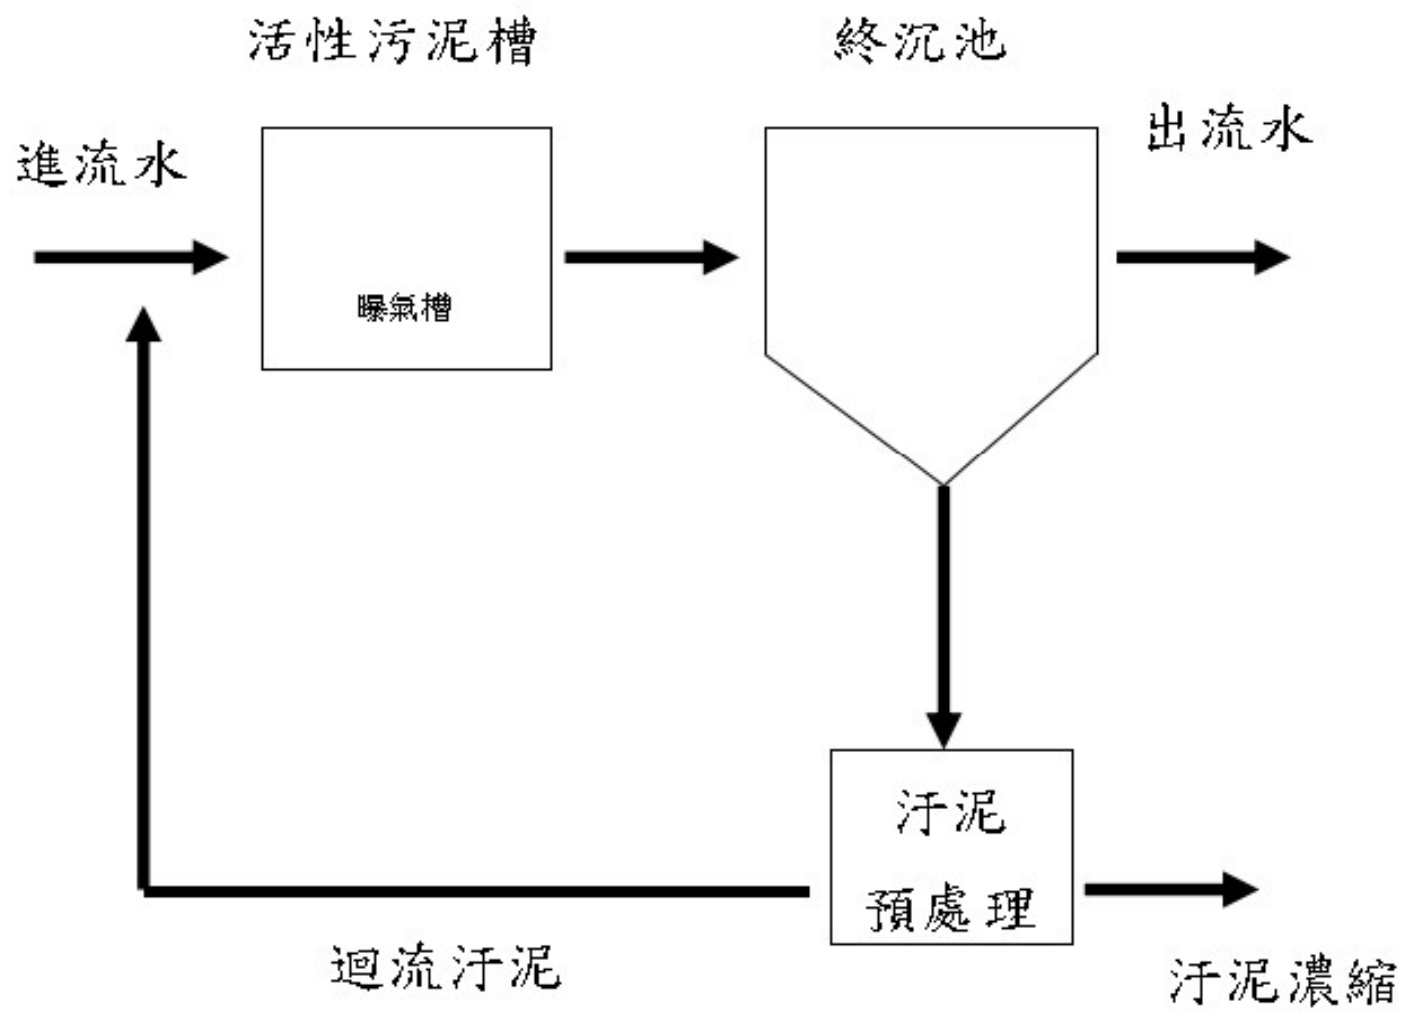 活性污泥槽
終沉池
出流水
進流水
曝氣槽
汙泥
預處理
迴流汙泥
汙泥濃縮